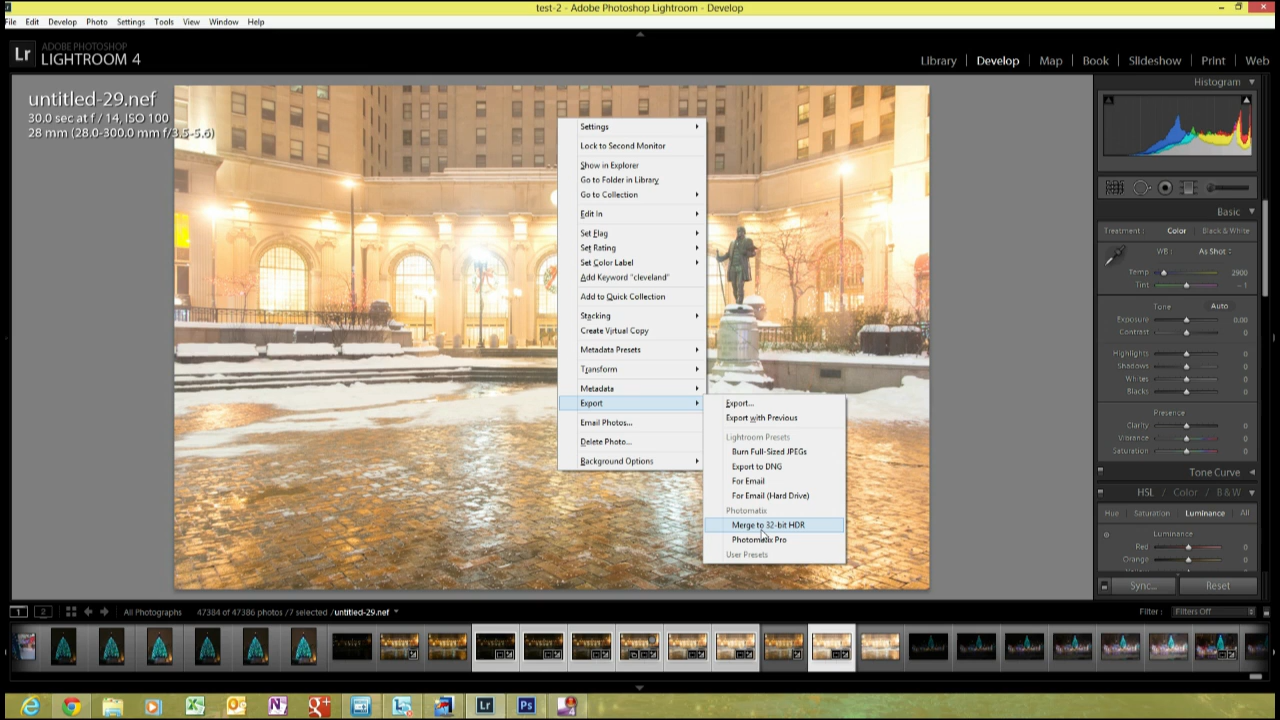 test-2 - Adobe Photoshop Lightroom - Develop
File Edit Develop Photo Settings Tools View Window Help
Lr ADOBE PHOTOSHOP
LIGHTROOM 4
Library | Develop | Map | Book | Slideshow | Print | Web
untitled-29.nef
30.0 sec at f / 14, ISO 100
28 mm (28.0-300.0 mm f/3.5-5.6)
Settings
Lock to Second Monitor
Show in Explorer
Go to Folder in Library
Go to Collection
Edit In
Set Flag
Set Rating
Set Color Label
Add Keyword "cleveland"
Add to Quick Collection
Stacking
Create Virtual Copy
Metadata Presets
Transform
Metadata
Export
Email Photos...
Delete Photo...
Background Options
Export...
Export with Previous
Lightroom Presets
Burn Full-Sized JPEGs
Export to DNG
For Email
For Email (Hard Drive)
Photomatix
Merge to 32-bit HDR
Photomatix Pro
User Presets
Histogram
Basic
Treatment: Color Black & White
WB: As Shot
Temp 2900
Tint - 1
Tone Auto
Exposure 0.00
Contrast 0
Highlights 0
Shadows 0
Whites 0
Blacks 0
Presence
Clarity 0
Vibrance 0
Saturation 0
Tone Curve
HSL / Color / B & W
Hue Saturation Luminance All
Luminance
Red 0
Orange 0
Sync... Reset
1 2 All Photographs 47384 of 47386 photos /7 selected /untitled-29.nef Filter: Filters Off
X O N g+ Lr Ps 4